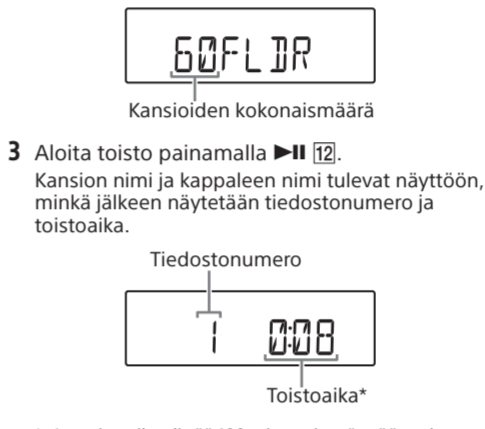 60FLDR
Kansioiden kokonaismäärä
3 Aloita toisto painamalla ►II 12.
Kansion nimi ja kappaleen nimi tulevat näyttöön,
minkä jälkeen näytetään tiedostonumero ja
toistoaika.
Tiedostonumero
1 0:08
Toistoaika*